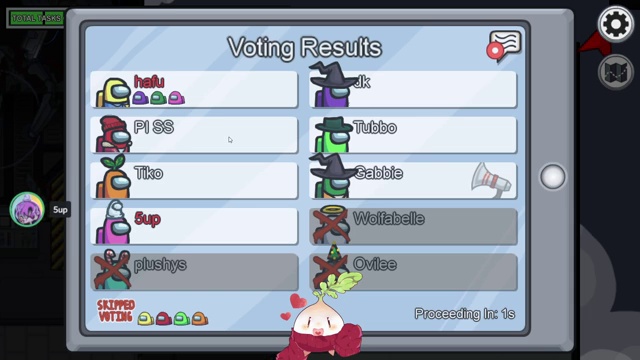 TOTAL TASKS
Voting Results
hafu
dk
PI SS
Tubbo
Tiko
Gabbie
5up
5up
Wolfabelle
plushys
Ovilee
SKIPPED VOTING
Proceeding In: 1s